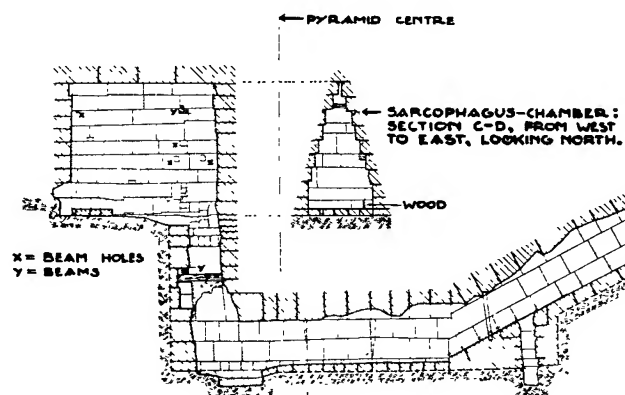 PYRAMID CENTRE
SARCOPHAGUS-CHAMBER:
SECTION C-D, FROM WEST
TO EAST, LOOKING NORTH.
WOOD
X = BEAM HOLES
Y = BEAMS
x
y
x
x
x
x
Y